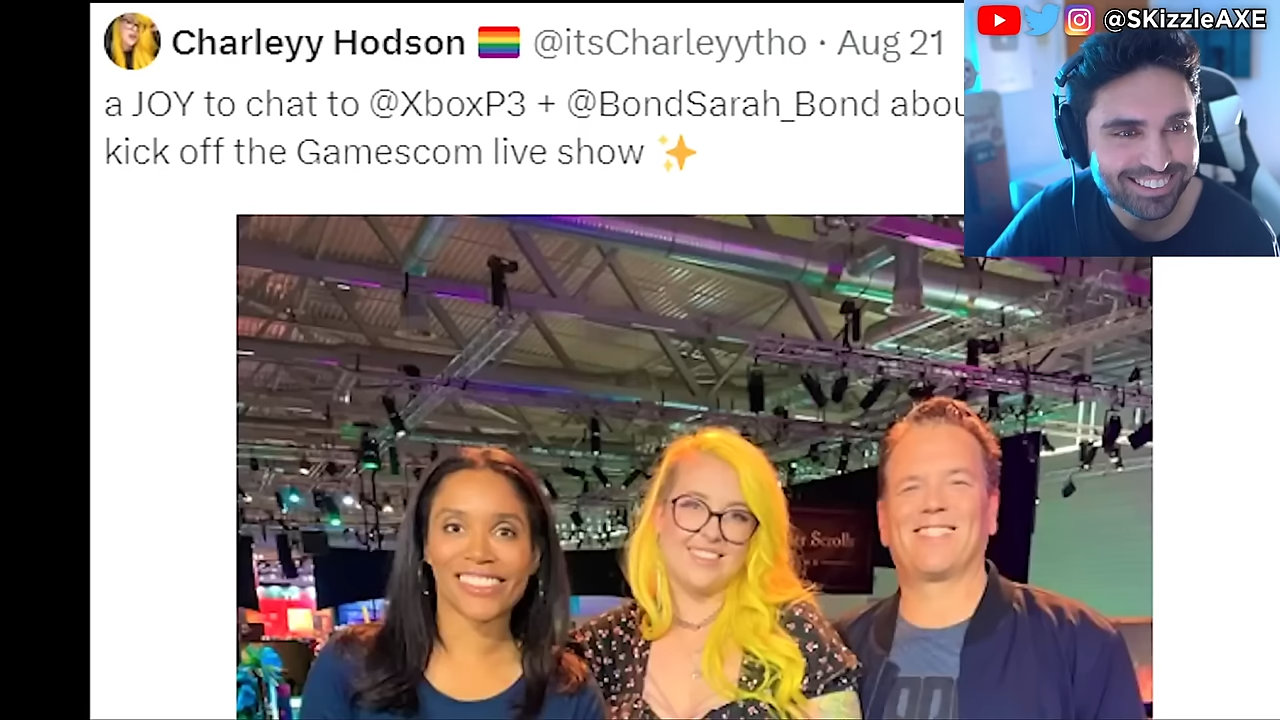 Charleyy Hodson 🏳️‍🌈 @itsCharleyytho · Aug 21
@SKizzleAXE
a JOY to chat to @XboxP3 + @BondSarah_Bond abou
kick off the Gamescom live show ✨
Scrolls